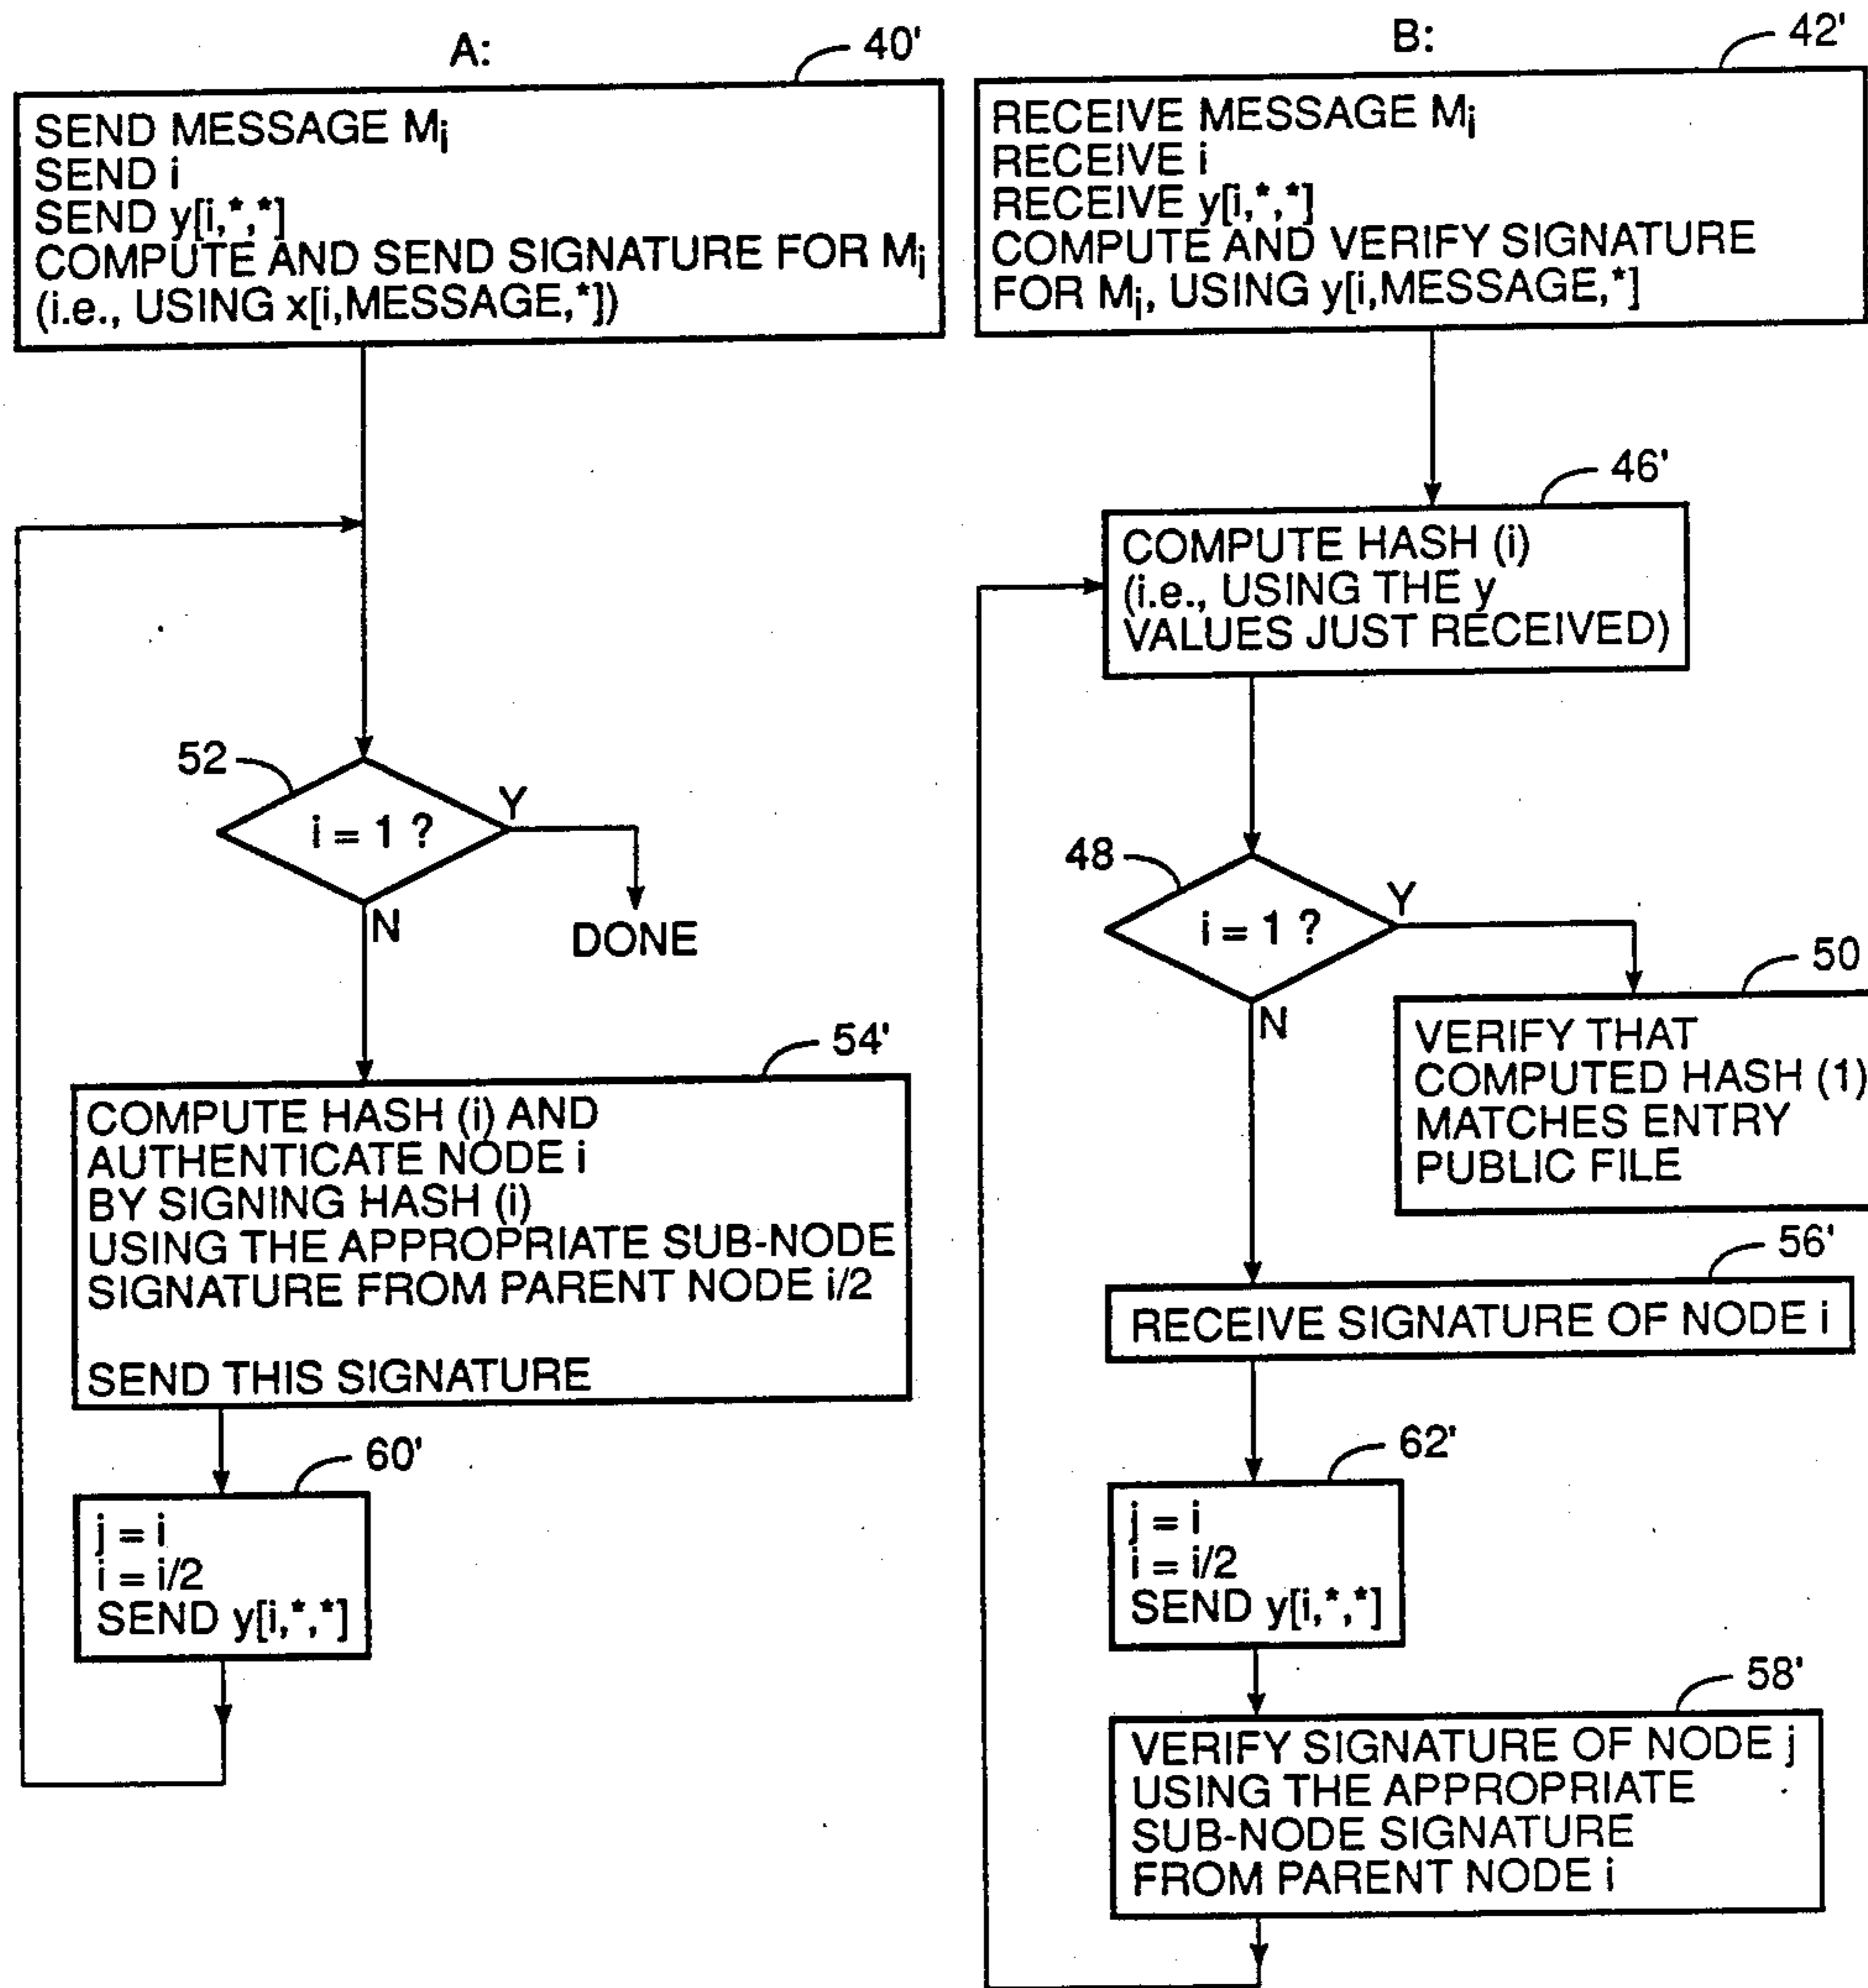 A:
40'
SEND MESSAGE Mi
SEND i
SEND y[i,*,*]
COMPUTE AND SEND SIGNATURE FOR Mi
(i.e., USING x[i,MESSAGE,*])
52
i = 1 ?
Y
N
DONE
54'
COMPUTE HASH (i) AND
AUTHENTICATE NODE i
BY SIGNING HASH (i)
USING THE APPROPRIATE SUB-NODE
SIGNATURE FROM PARENT NODE i/2
SEND THIS SIGNATURE
60'
j = i
i = i/2
SEND y[i,*,*]
B:
42'
RECEIVE MESSAGE Mi
RECEIVE i
RECEIVE y[i,*,*]
COMPUTE AND VERIFY SIGNATURE
FOR Mi, USING y[i,MESSAGE,*]
46'
COMPUTE HASH (i)
(i.e., USING THE y
VALUES JUST RECEIVED)
48
i = 1 ?
Y
N
50
VERIFY THAT
COMPUTED HASH (1)
MATCHES ENTRY
PUBLIC FILE
56'
RECEIVE SIGNATURE OF NODE i
62'
j = i
i = i/2
SEND y[i,*,*]
58'
VERIFY SIGNATURE OF NODE j
USING THE APPROPRIATE
SUB-NODE SIGNATURE
FROM PARENT NODE i